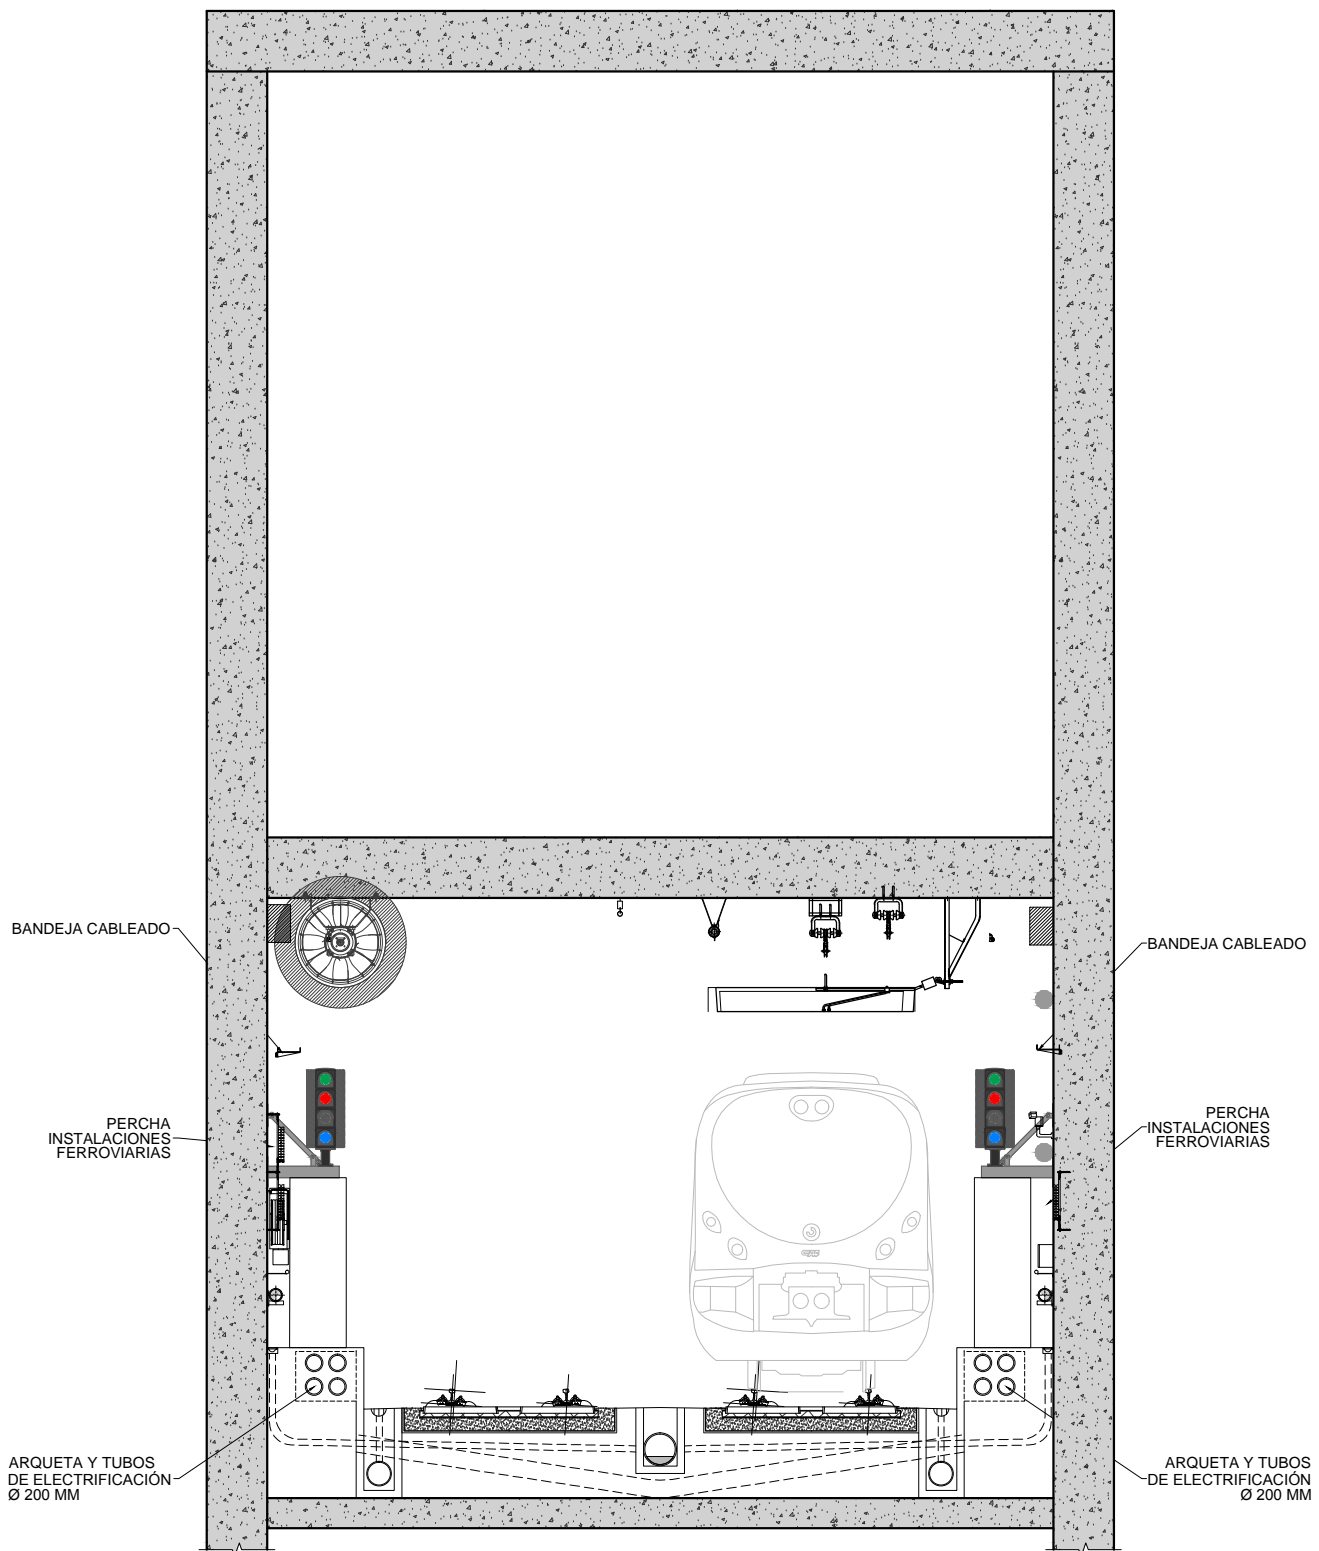 BANDEJA CABLEADO
BANDEJA CABLEADO
PERCHA
INSTALACIONES
FERROVIARIAS
PERCHA
INSTALACIONES
FERROVIARIAS
ARQUETA Y TUBOS
DE ELECTRIFICACIÓN
Ø 200 MM
ARQUETA Y TUBOS
DE ELECTRIFICACIÓN
Ø 200 MM